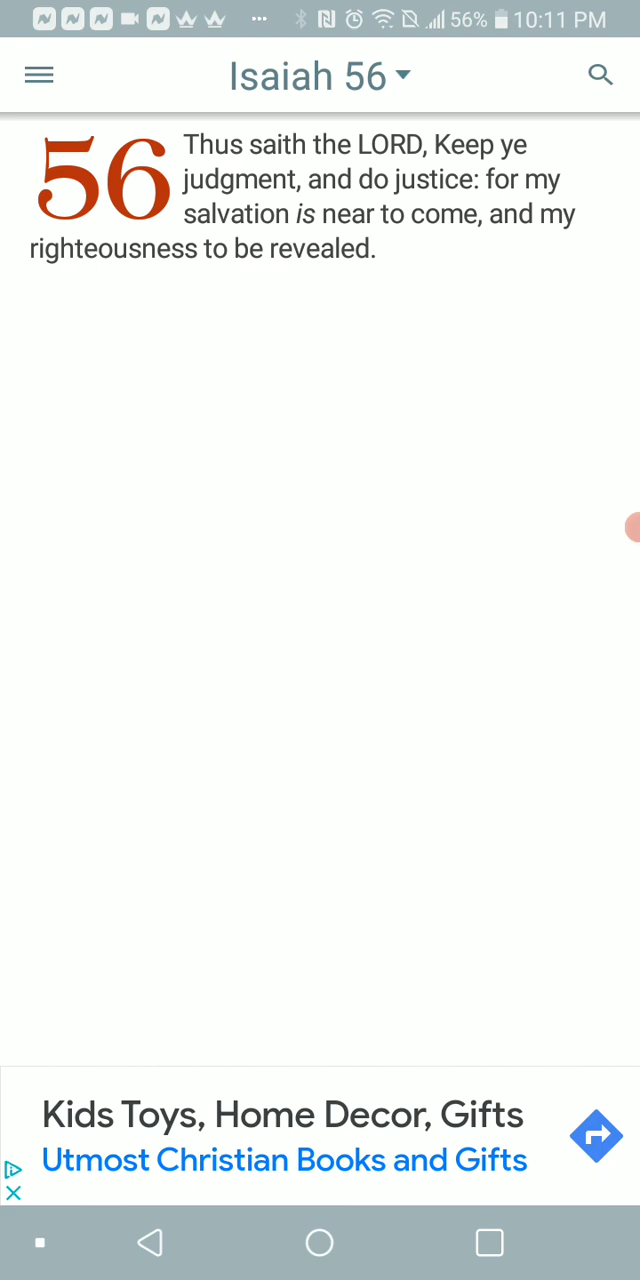 56% 10:11 PM
Isaiah 56
56 Thus saith the LORD, Keep ye
judgment, and do justice: for my
salvation is near to come, and my
righteousness to be revealed.
Kids Toys, Home Decor, Gifts
Utmost Christian Books and Gifts